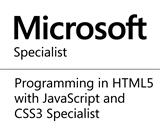 Microsoft
Specialist
Programming in HTML5
with JavaScript and
CSS3 Specialist